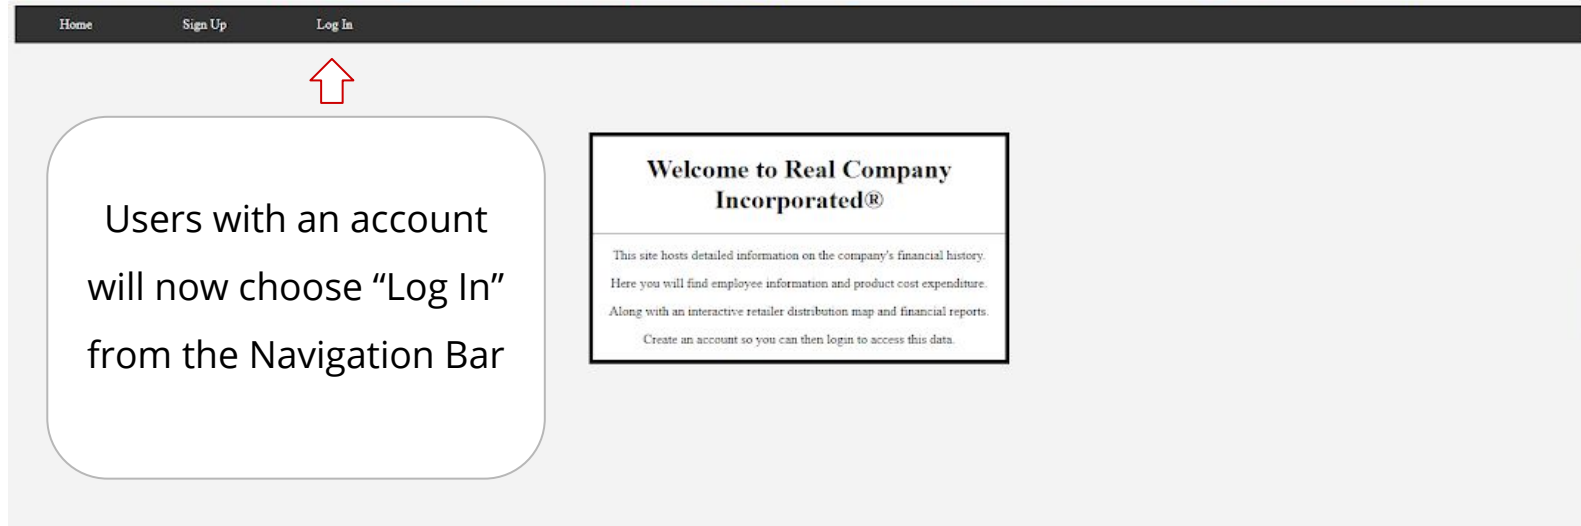 Home Sign Up Log In
Users with an account
will now choose “Log In”
from the Navigation Bar
Welcome to Real Company
Incorporated®
This site hosts detailed information on the company's financial history.
Here you will find employee information and product cost expenditure.
Along with an interactive retailer distribution map and financial reports.
Create an account so you can then login to access this data.